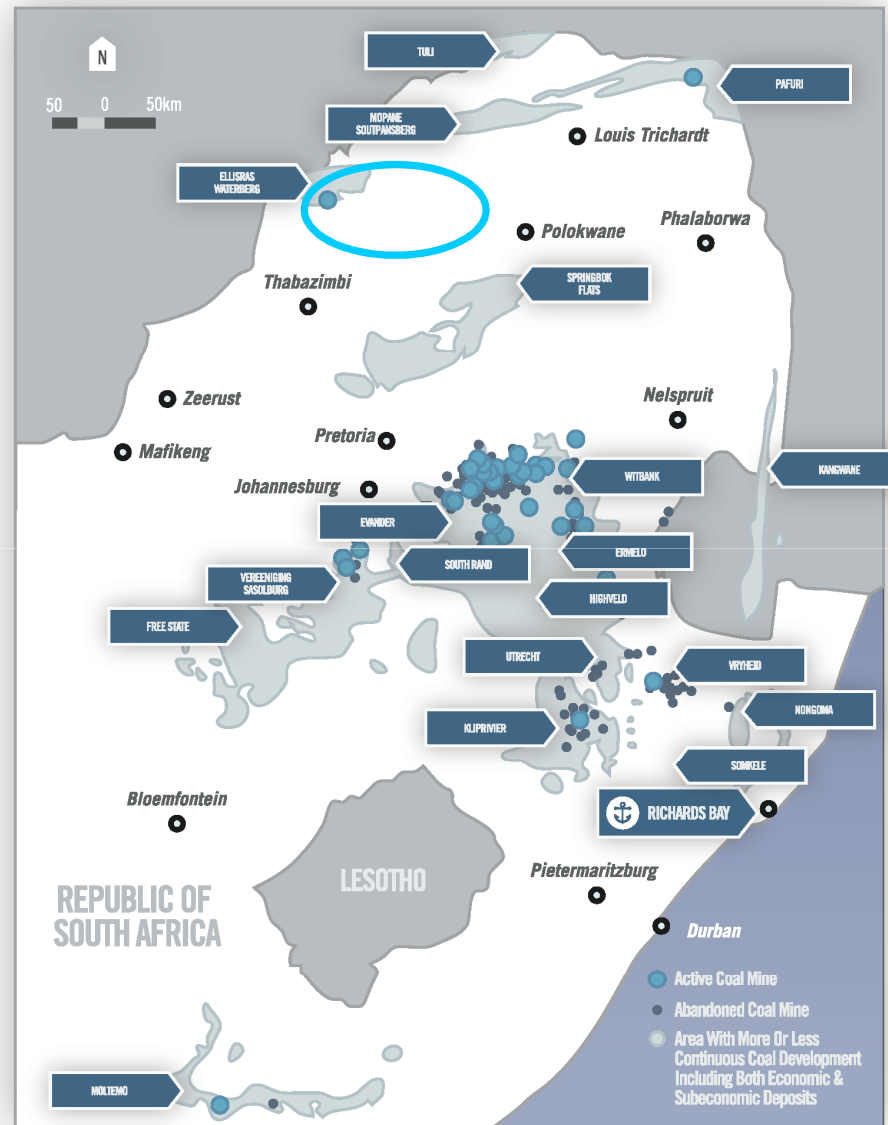 TULI
N
PAFURI
50 0 50km
MOPANE
SOUTPANSBERG
Louis Trichardt
ELLISRAS
WATERBERG
Phalaborwa
Polokwane
Thabazimbi
SPRINGBOK
FLATS
Zeerust
Nelspruit
Pretoria
Mafikeng
KANGWANE
WITBANK
Johannesburg
EVANDER
ERMELO
SOUTH RAND
VEREENIGING
SASOLBURG
HIGHVELD
FREE STATE
UTRECHT
VRYHEID
NONGOMA
KLIPRIVIER
SOMKELE
Bloemfontein
RICHARDS BAY
LESOTHO
Pietermaritzburg
REPUBLIC OF
SOUTH AFRICA
Durban
Active Coal Mine
Abandoned Coal Mine
Area With More Or Less
Continuous Coal Development
Including Both Economic &
Subeconomic Deposits
MOLTEMO